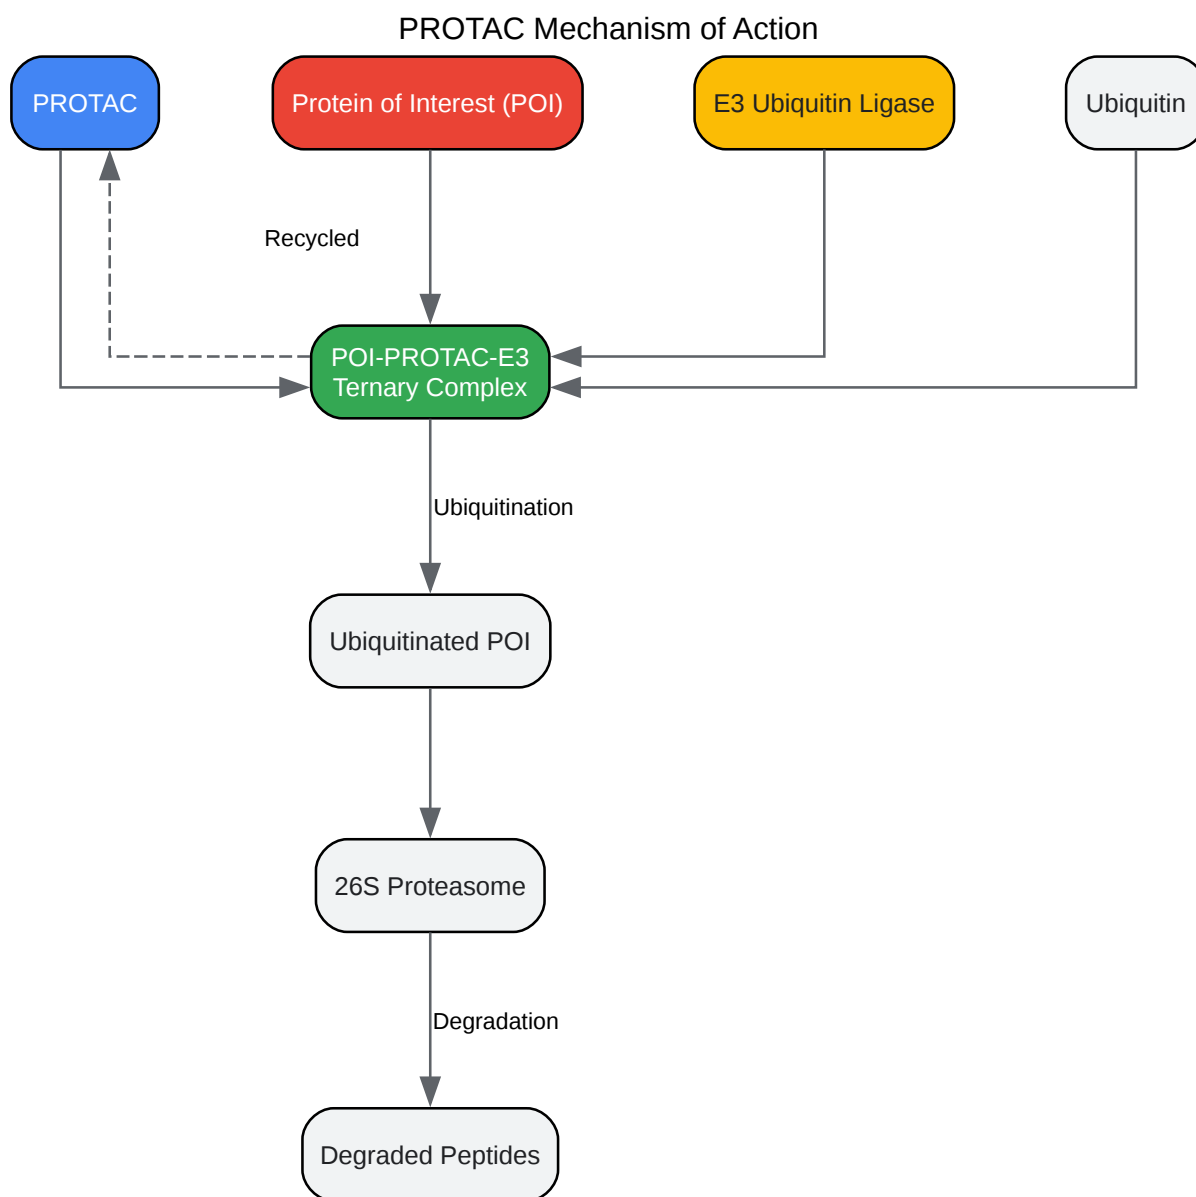 PROTAC Mechanism of Action
PROTAC
Protein of Interest (POI)
E3 Ubiquitin Ligase
Ubiquitin
Recycled
POI-PROTAC-E3
Ternary Complex
Ubiquitination
Ubiquitinated POI
26S Proteasome
Degradation
Degraded Peptides